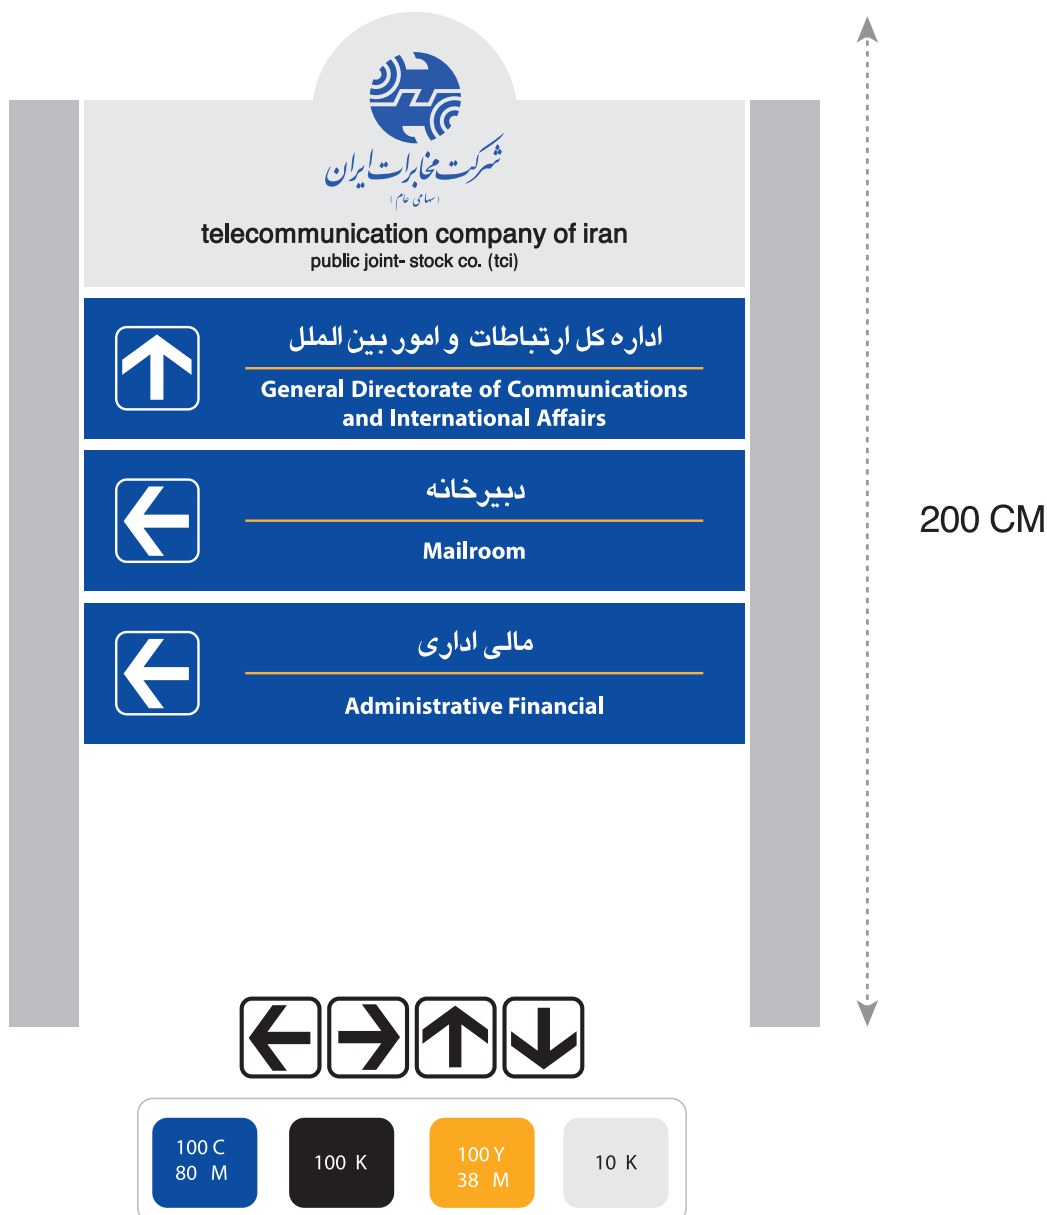 شرکت مخابرات ایران
(سهامی عام)
telecommunication company of iran
public joint- stock co. (tci)
اداره کل ارتباطات و امور بین الملل
General Directorate of Communications
and International Affairs
دبیرخانه
Mailroom
مالی اداری
Administrative Financial
200 CM
100 C
80 M
100 K
100 Y
38 M
10 K